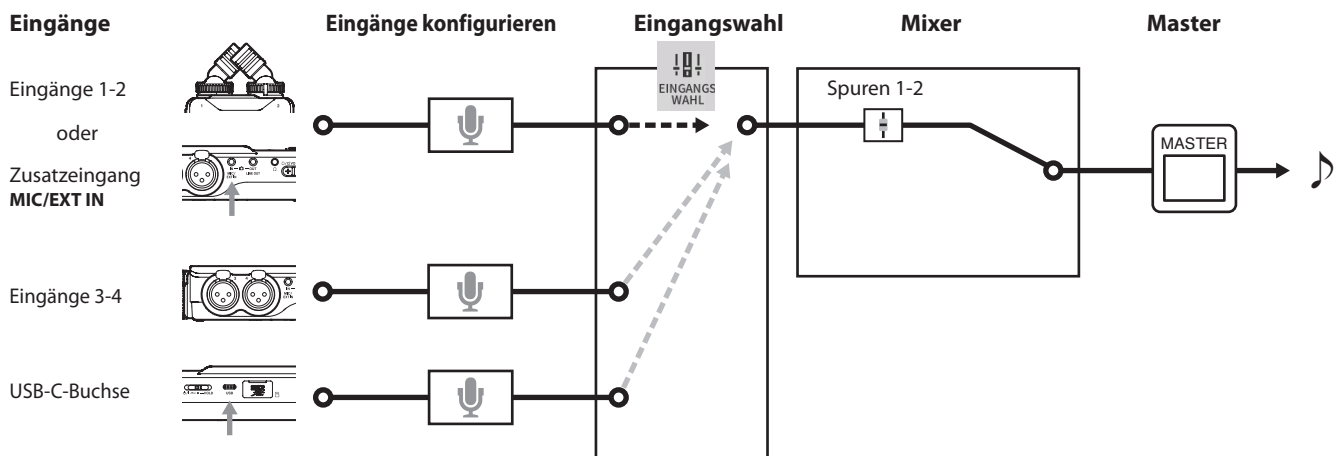 Eingänge
Eingänge konfigurieren
Eingangswahl
Mixer
Master
EINGANGS
WAHL
Eingänge 1-2
oder
Zusatzeingang
MIC/EXT IN
Spuren 1-2
MASTER
Eingänge 3-4
USB-C-Buchse
USB